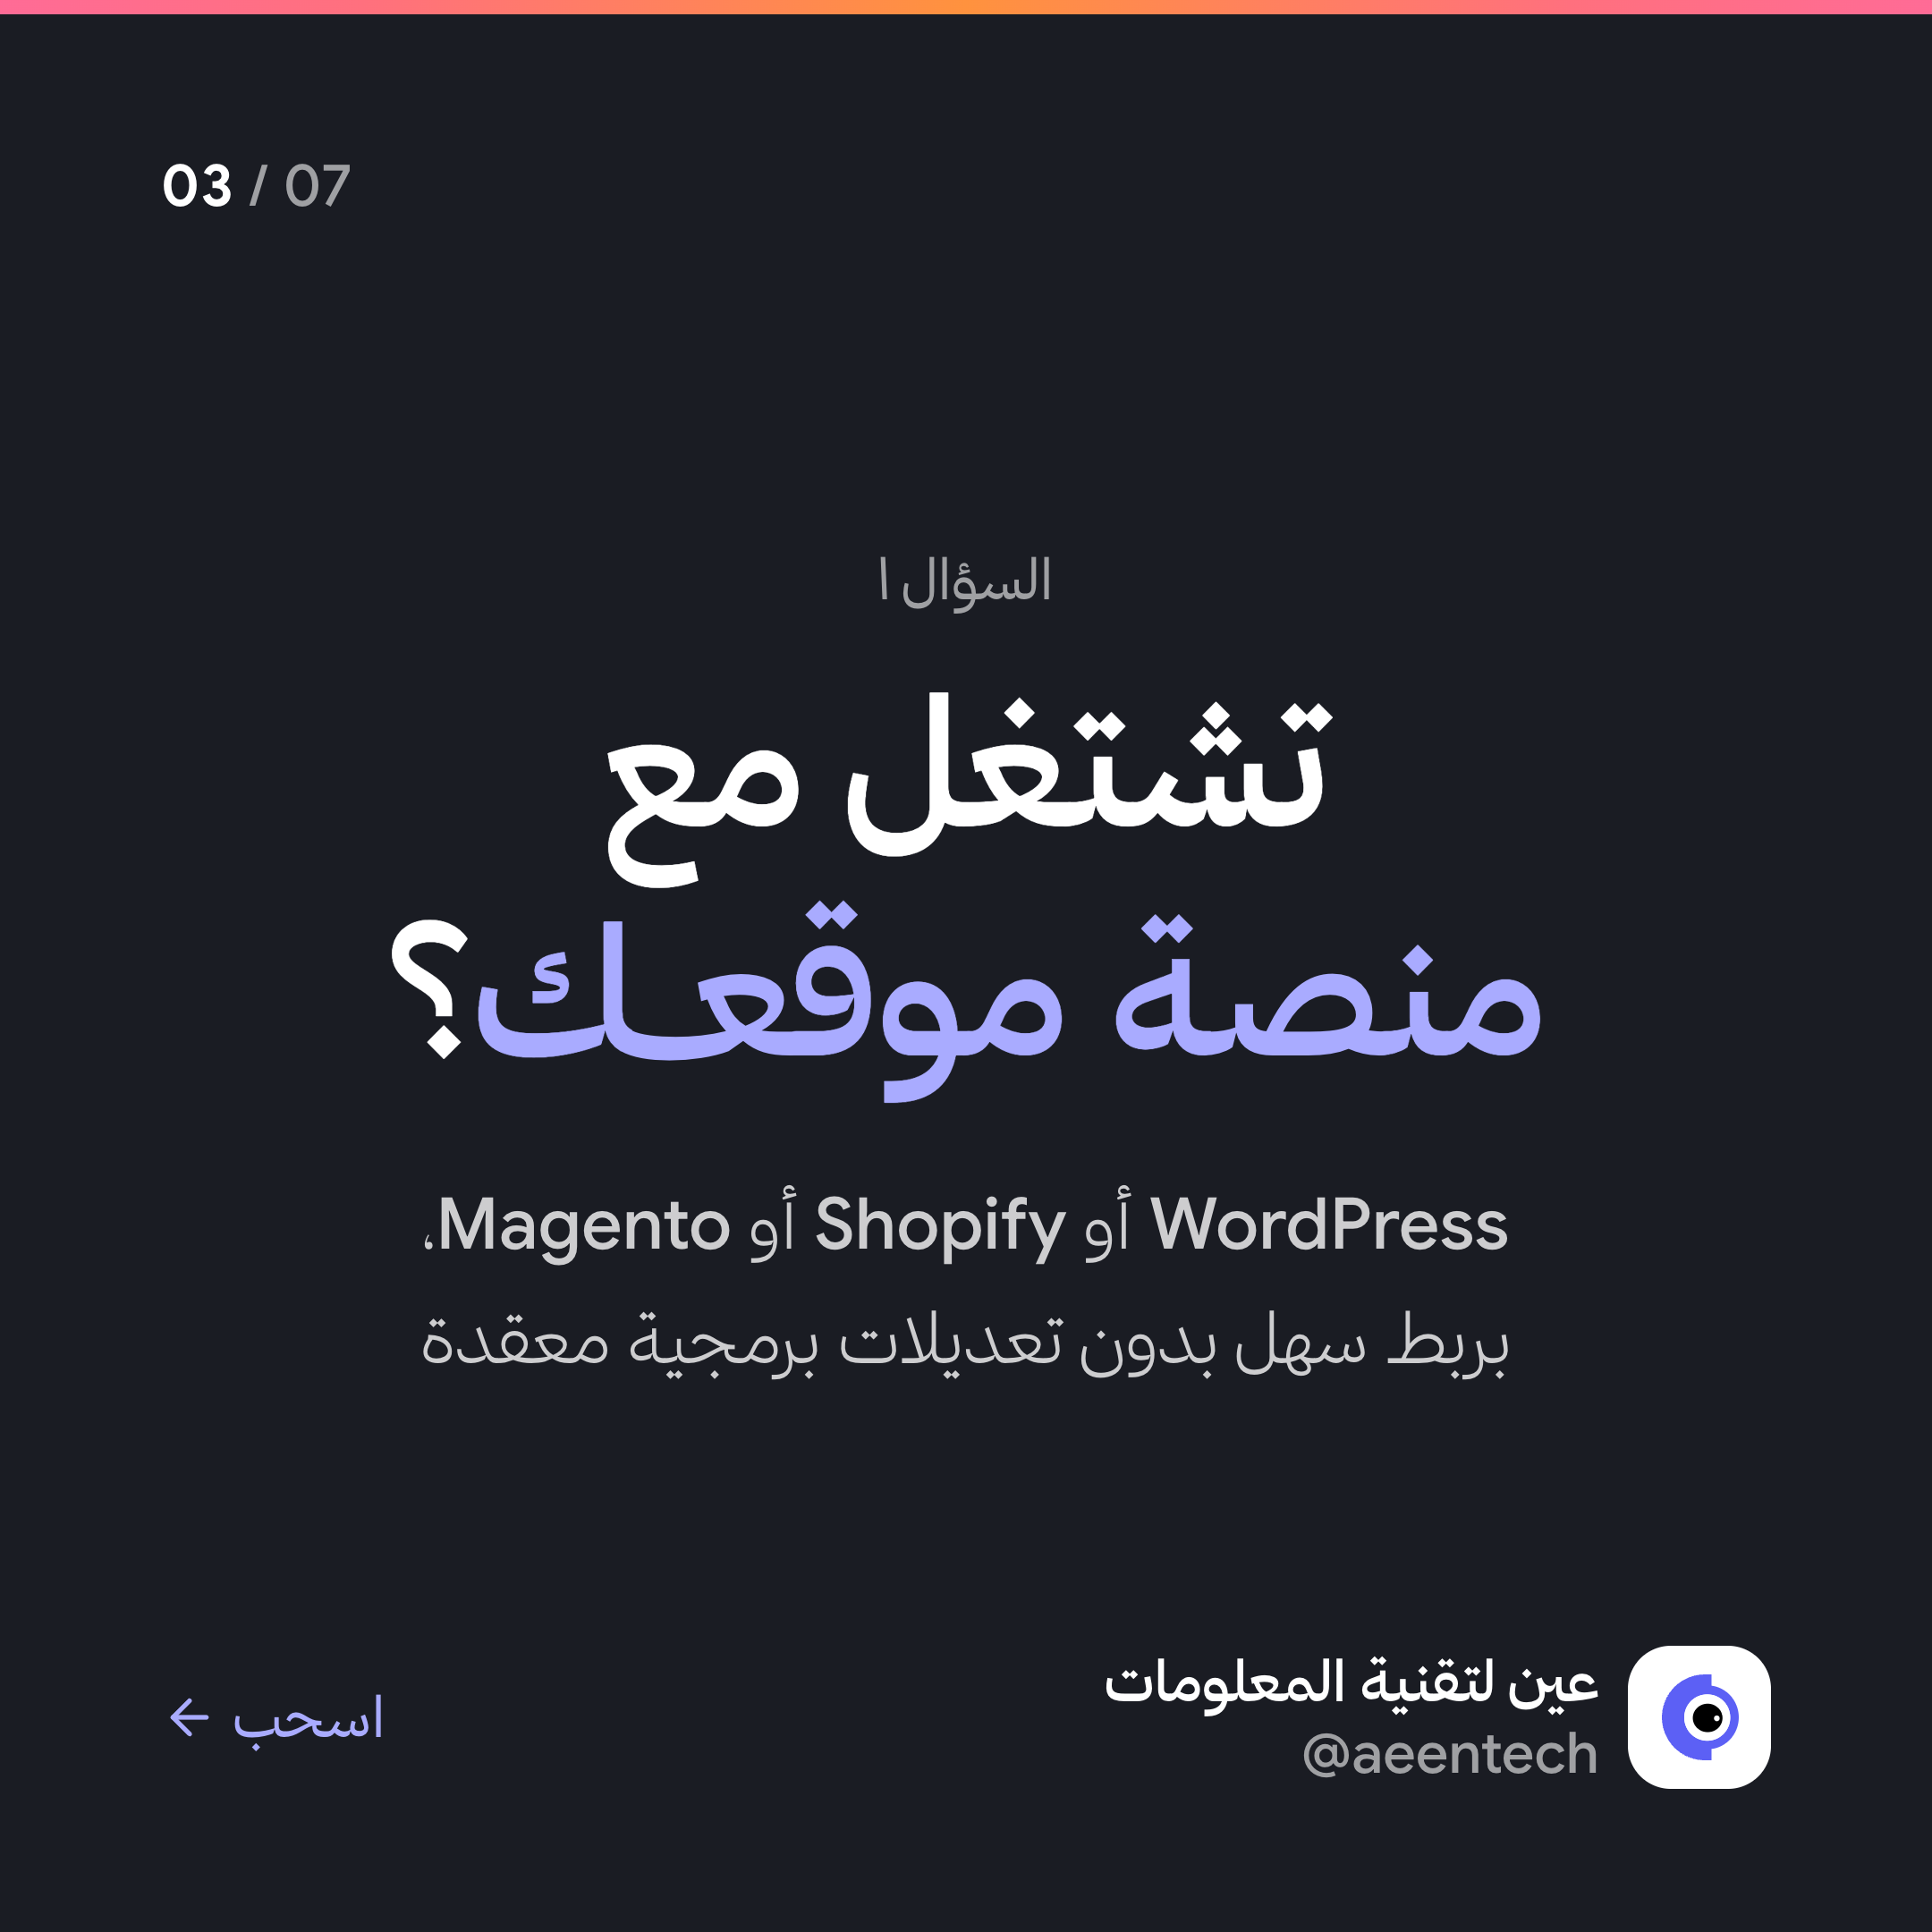 03 / 07
السؤال ١
تشتغل مع
منصة موقعك؟
WordPress أو Shopify أو Magento،
بربط سهل بدون تعديلات برمجية معقدة
عين لتقنية المعلومات
@aeentech
اسحب ←